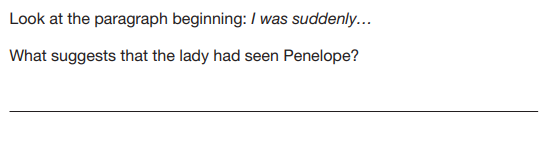 Look at the paragraph beginning: I was suddenly…
What suggests that the lady had seen Penelope?